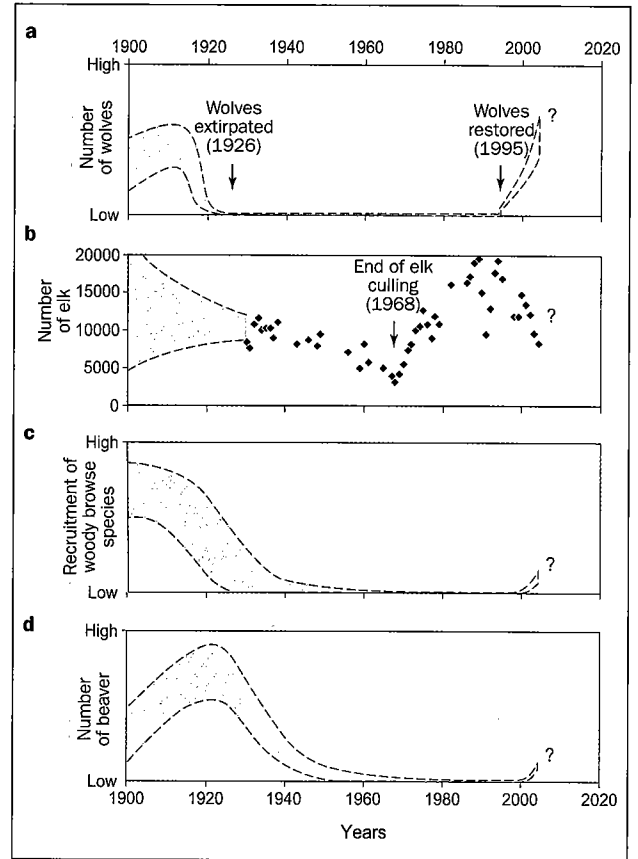 a
1900 1920 1940 1960 1980 2000 2020
High
Number
of wolves
Low
Wolves
extirpated
(1926)
Wolves
restored
(1995)
?
b
20000
15000
10000
5000
0
Number
of elk
End of elk
culling
(1968)
?
c
High
Recruitment of
woody browse
species
Low
?
d
High
Number
of beaver
Low
?
1900 1920 1940 1960 1980 2000 2020
Years